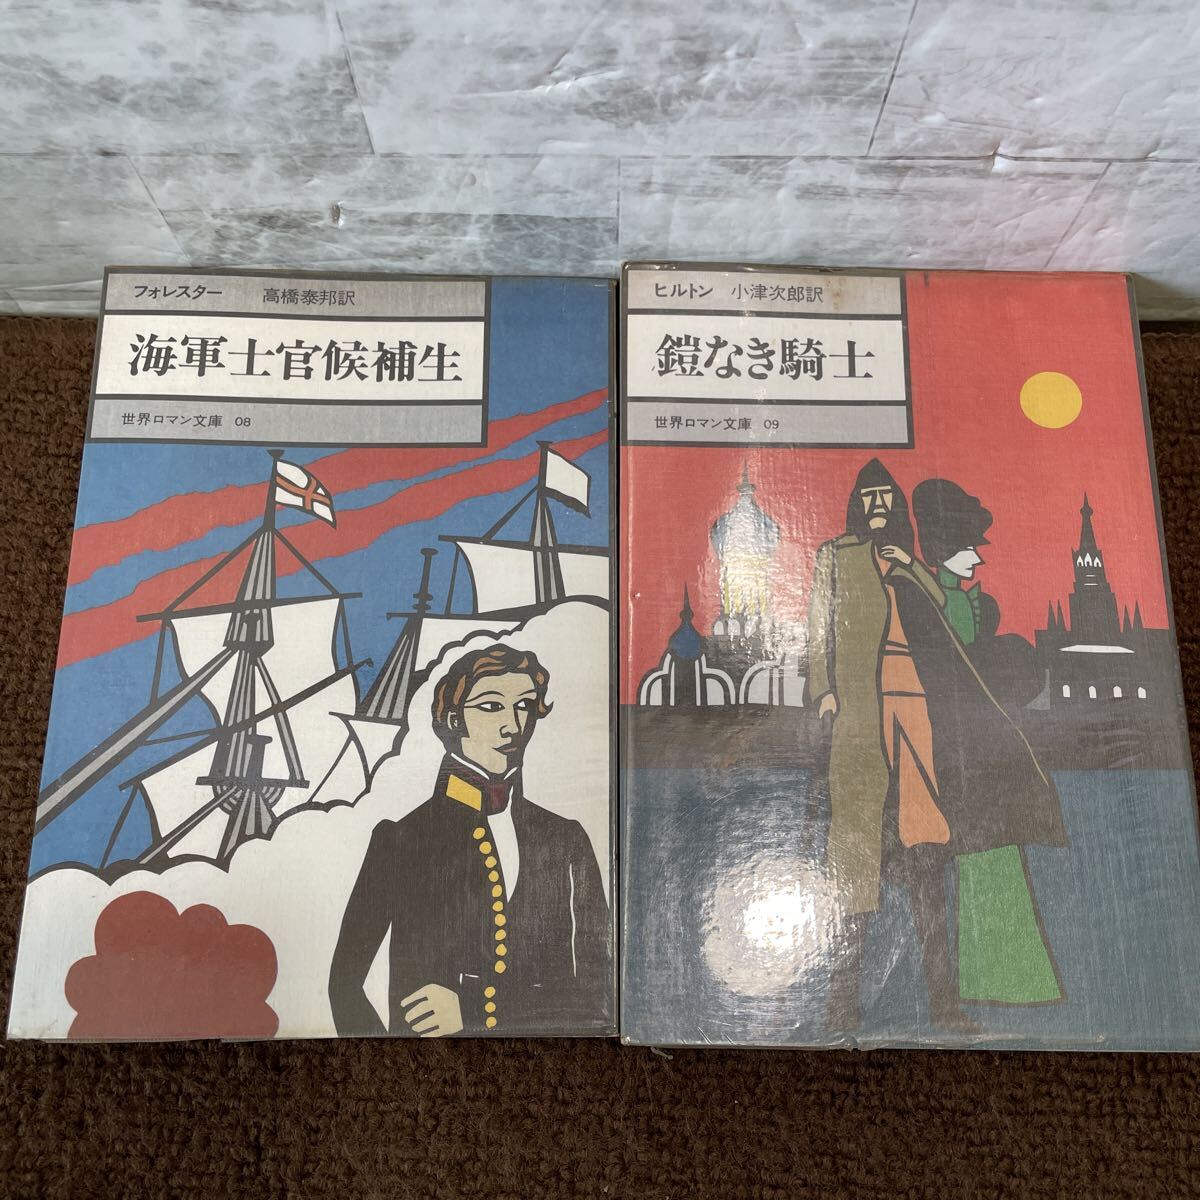 フォレスター 高橋泰邦訳
海軍士官候補生
世界ロマン文庫 08
ヒルトン 小津次郎訳
鎧なき騎士
世界ロマン文庫 09